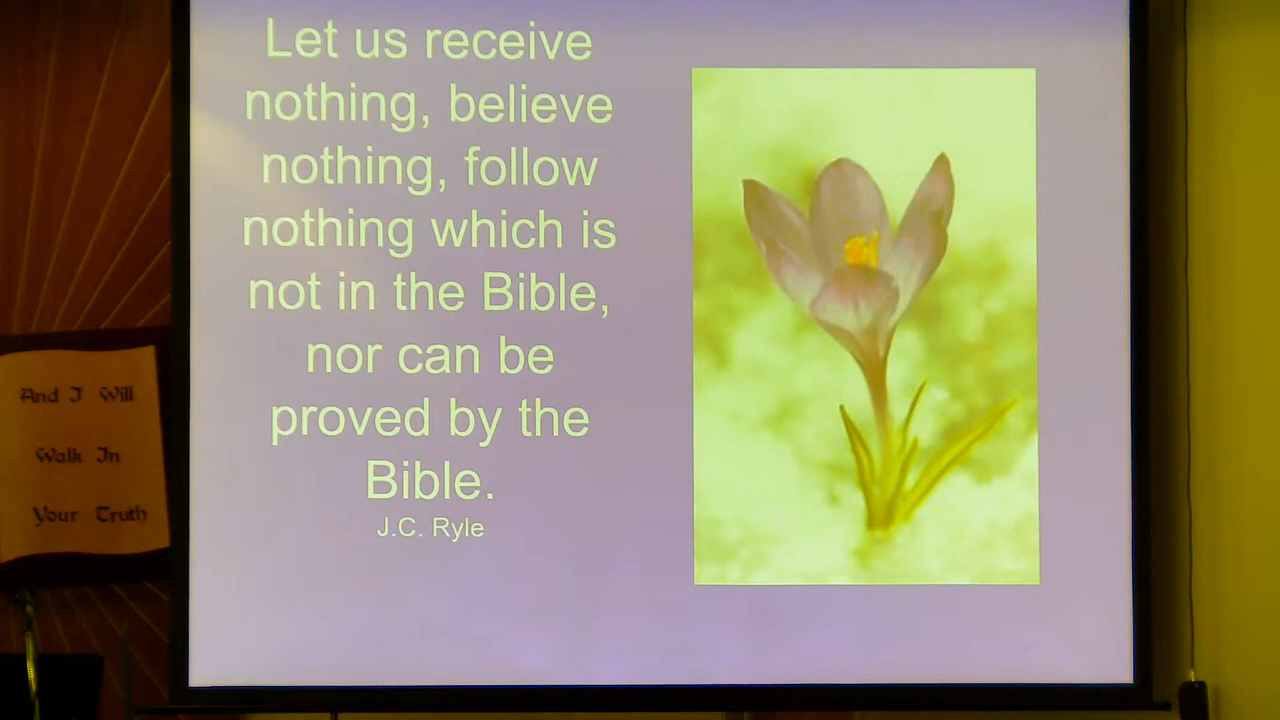 Let us receive
nothing, believe
nothing, follow
nothing which is
not in the Bible,
nor can be
proved by the
Bible.
J.C. Ryle
And I Will
Walk In
Your Truth